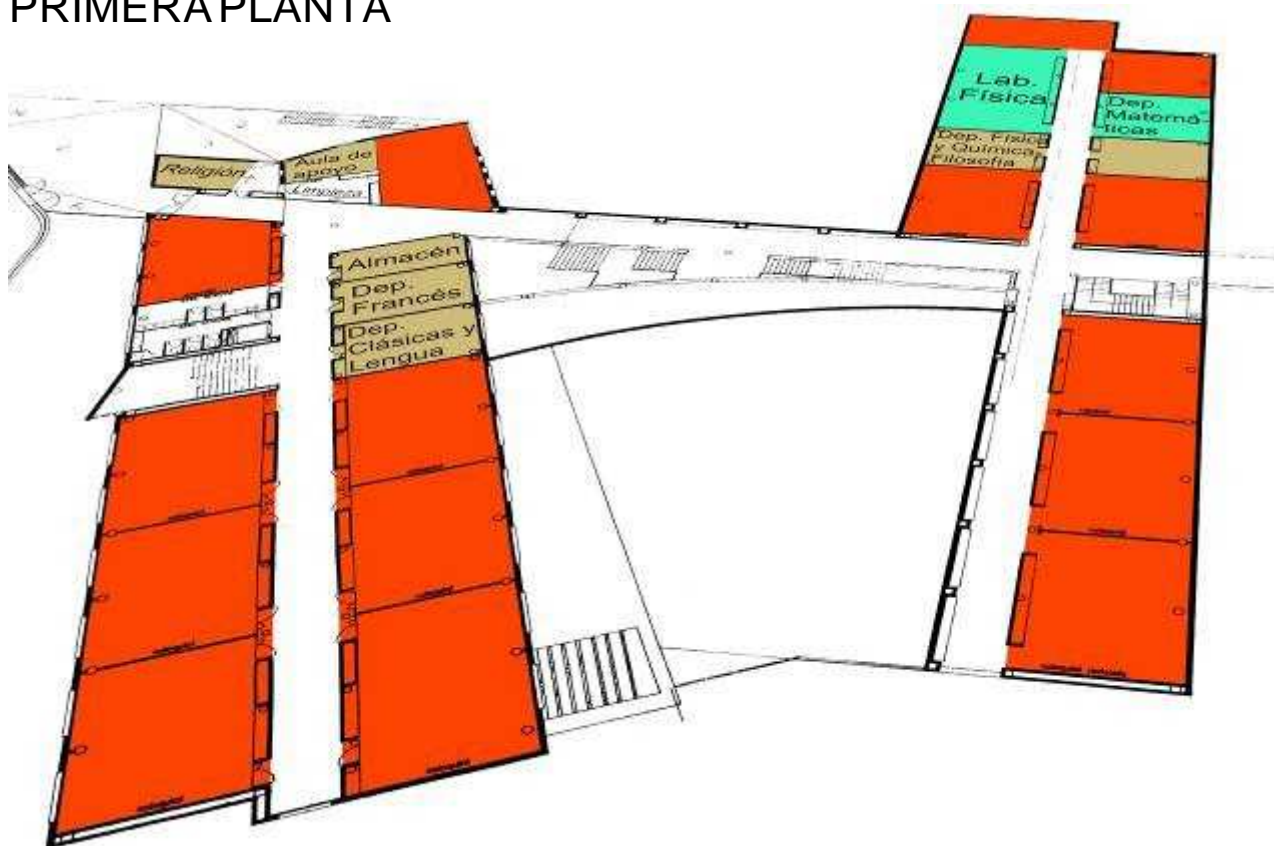 PRIMERA PLANTA
Lab.
Física
Dep.
Matemá-
ticas
Dep. Física
y Química
Filosofía
Religión
Aula de
apoyo
Limpieza
Almacén
Dep.
Francés
Dep.
Clásicas y
Lengua